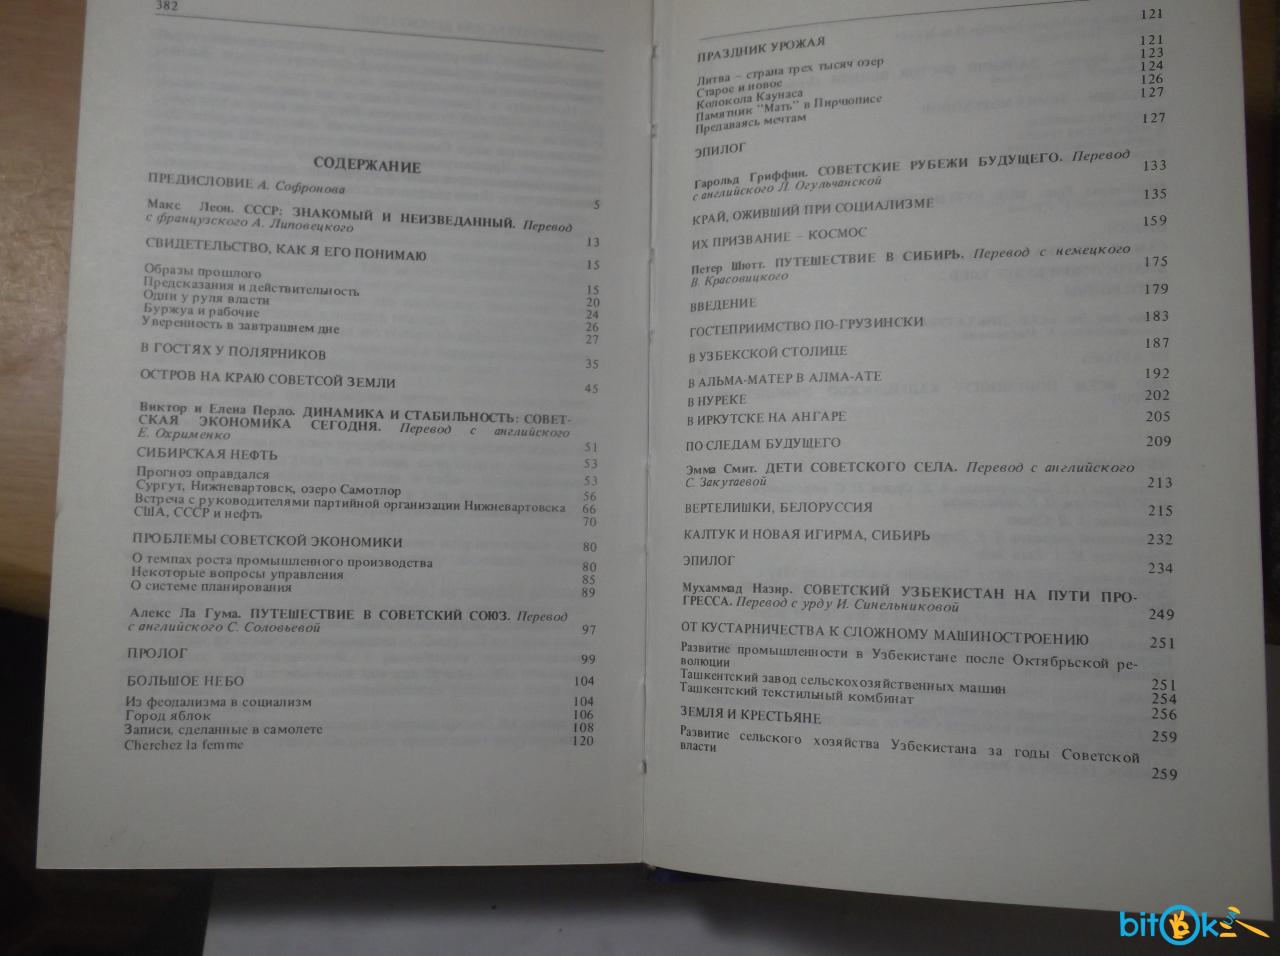 382
СОДЕРЖАНИЕ
ПРЕДИСЛОВИЕ А. Софронова
5
Макс Леон. СССР: ЗНАКОМЫЙ И НЕИЗВЕДАННЫЙ. Перевод
с французского А. Липовецкого
13
СВИДЕТЕЛЬСТВО, КАК Я ЕГО ПОНИМАЮ
15
Образы прошлого
15
Предсказания и действительность
20
Одни у руля власти
24
Буржуа и рабочие
26
Уверенность в завтрашнем дне
27
В ГОСТЯХ У ПОЛЯРНИКОВ
35
ОСТРОВ НА КРАЮ СОВЕТСОЙ ЗЕМЛИ
45
Виктор и Елена Перло. ДИНАМИКА И СТАБИЛЬНОСТЬ: СОВЕТ-
СКАЯ ЭКОНОМИКА СЕГОДНЯ. Перевод с английского
Е. Охрименко
51
СИБИРСКАЯ НЕФТЬ
53
Прогноз оправдался
53
Сургут, Нижневартовск, озеро Самотлор
56
Встреча с руководителями партийной организации Нижневартовска
66
США, СССР и нефть
70
ПРОБЛЕМЫ СОВЕТСКОЙ ЭКОНОМИКИ
80
О темпах роста промышленного производства
80
Некоторые вопросы управления
85
О системе планирования
89
Алекс Ла Гума. ПУТЕШЕСТВИЕ В СОВЕТСКИЙ СОЮЗ. Перевод
с английского С. Соловьевой
97
ПРОЛОГ
99
БОЛЬШОЕ НЕБО
104
Из феодализма в социализм
104
Город яблок
106
Записи, сделанные в самолете
108
Cherchez la femme
120
ПРАЗДНИК УРОЖАЯ
121
Литва – страна трех тысяч озер
121
Старое и новое
123
Колокола Каунаса
124
Памятник "Мать" в Пирчюписе
126
Предаваясь мечтам
127
ЭПИЛОГ
127
Гарольд Гриффин. СОВЕТСКИЕ РУБЕЖИ БУДУЩЕГО. Перевод
с английского Л. Огульчанской
133
КРАЙ, ОЖИВШИЙ ПРИ СОЦИАЛИЗМЕ
135
ИХ ПРИЗВАНИЕ – КОСМОС
159
Петер Шютт. ПУТЕШЕСТВИЕ В СИБИРЬ. Перевод с немецкого
В. Красовицкого
175
ВВЕДЕНИЕ
179
ГОСТЕПРИИМСТВО ПО-ГРУЗИНСКИ
183
В УЗБЕКСКОЙ СТОЛИЦЕ
187
В АЛЬМА-МАТЕР В АЛМА-АТЕ
192
В НУРЕКЕ
202
В ИРКУТСКЕ НА АНГАРЕ
205
ПО СЛЕДАМ БУДУЩЕГО
209
Эмма Смит. ДЕТИ СОВЕТСКОГО СЕЛА. Перевод с английского
С. Закутаевой
213
ВЕРТЕЛИШКИ, БЕЛОРУССИЯ
215
КАЛТУК И НОВАЯ ИГИРМА, СИБИРЬ
232
ЭПИЛОГ
234
Мухаммад Назир. СОВЕТСКИЙ УЗБЕКИСТАН НА ПУТИ ПРО-
ГРЕССА. Перевод с урду И. Синельниковой
249
ОТ КУСТАРНИЧЕСТВА К СЛОЖНОМУ МАШИНОСТРОЕНИЮ
251
Развитие промышленности в Узбекистане после Октябрьской ре-
волюции
251
Ташкентский завод сельскохозяйственных машин
254
Ташкентский текстильный комбинат
256
ЗЕМЛЯ И КРЕСТЬЯНЕ
259
Развитие сельского хозяйства Узбекистана за годы Советской
власти
259
bitok